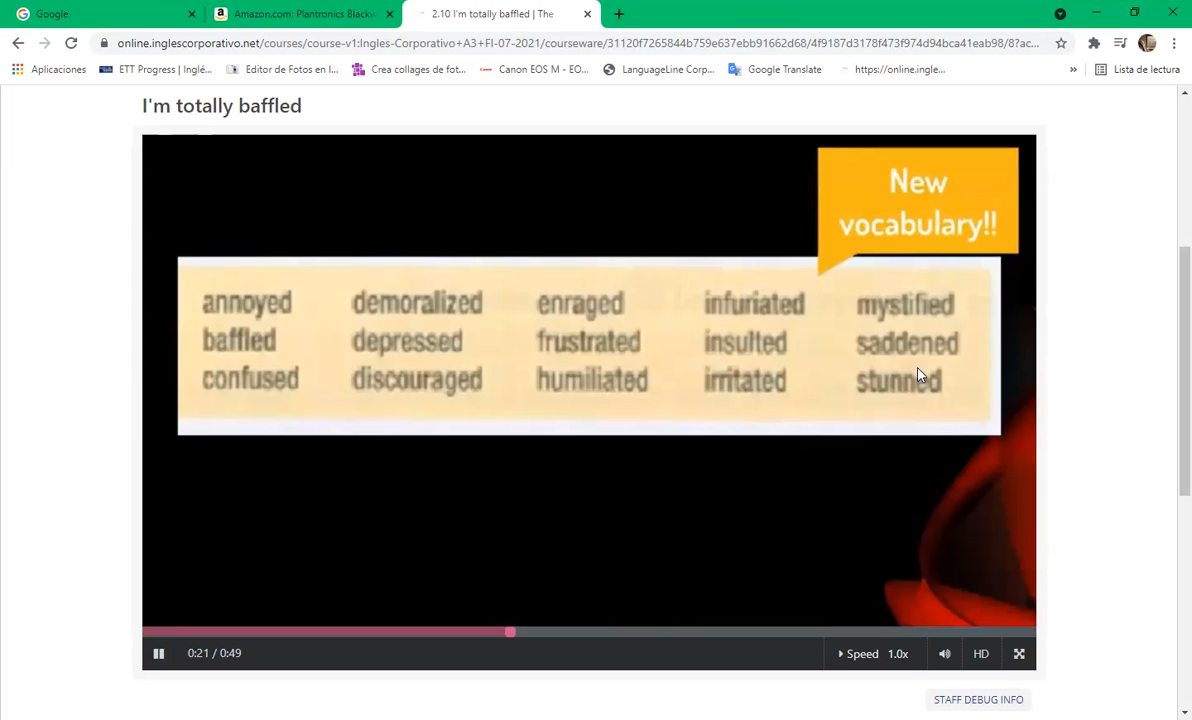 Google
Amazon.com: Plantronics Blackw
2.10 I'm totally baffled | The
online.inglescorporativo.net/courses/course-v1:Ingles-Corporativo+A3+FI-07-2021/courseware/31120f7265844b759e637ebb91662d68/4f9187d3178f473f974d94bca41eab98/8?ac...
Aplicaciones
ETT Progress | Inglé...
Editor de Fotos en l...
Crea collages de fot...
Canon EOS M - EO...
LanguageLine Corp...
Google Translate
https://online.ingle...
»
Lista de lectura
I'm totally baffled
New
vocabulary!!
annoyed demoralized enraged infuriated mystified
baffled depressed frustrated insulted saddened
confused discouraged humiliated irritated stunned
0:21 / 0:49
Speed 1.0x
HD
STAFF DEBUG INFO